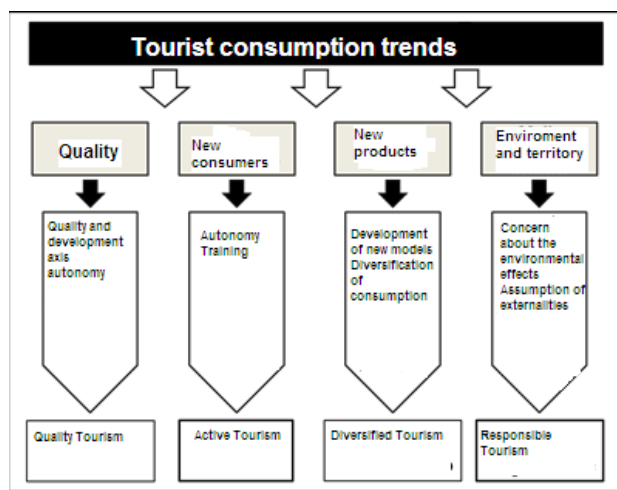 Tourist consumption trends
Quality
New
consumers
New
products
Enviroment
and territory
Quality and
development
axis
autonomy
Autonomy
Training
Development
of new models
Diversification
of
consumption
Concern
about the
environmental
effects
Assumption of
externalities
Quality Tourism
Active Tourism
Diversified Tourism
Responsible
Tourism